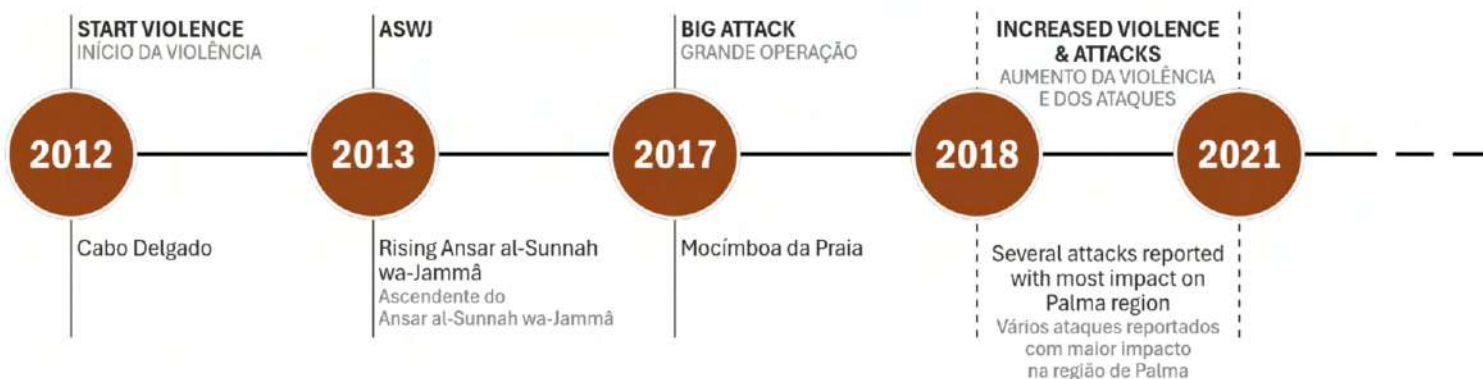 START VIOLENCE
INÍCIO DA VIOLÊNCIA
ASWJ
BIG ATTACK
GRANDE OPERAÇÃO
INCREASED VIOLENCE
& ATTACKS
AUMENTO DA VIOLÊNCIA
E DOS ATAQUES
2012
2013
2017
2018
2021
Cabo Delgado
Rising Ansar al-Sunnah
wa-Jammâ
Ascendente do
Ansar al-Sunnah wa-Jammâ
Mocímboa da Praia
Several attacks reported
with most impact on
Palma region
Vários ataques reportados
com maior impacto
na região de Palma